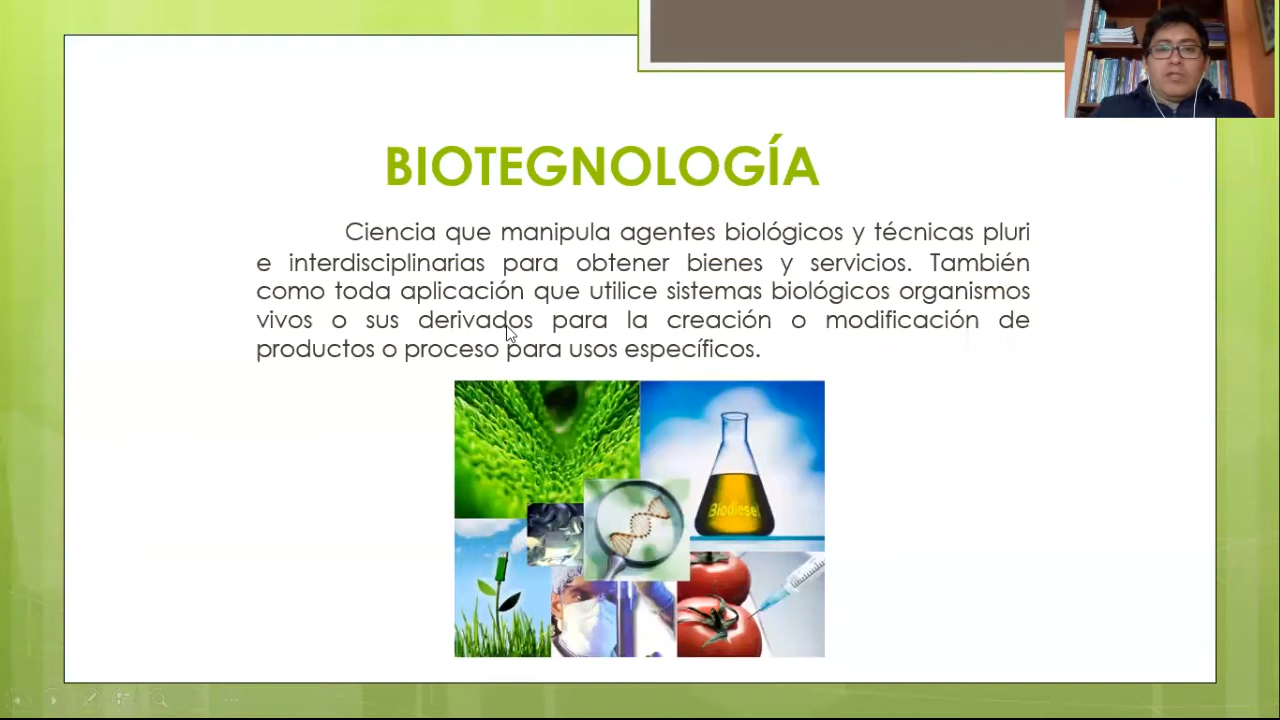 BIOTEGNOLOGÍA
Ciencia que manipula agentes biológicos y técnicas pluri
e interdisciplinarias para obtener bienes y servicios. También
como toda aplicación que utilice sistemas biológicos organismos
vivos o sus derivados para la creación o modificación de
productos o proceso para usos específicos.
Biodiesel